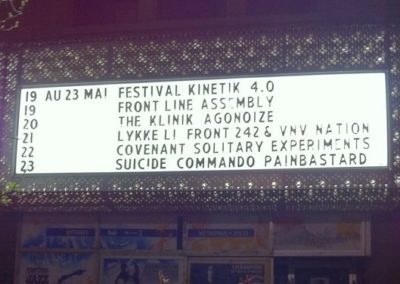 19 AU 23 MAI FESTIVAL KINETIK 4.0
19 FRONT LINE ASSEMBLY
20 THE KLINIK AGONOIZE
21 LYKKE LI FRONT 242 & VNV NATION
22 COVENANT SOLITARY EXPERIMENTS
23 SUICIDE COMMANDO PAINBASTARD
JAZZ